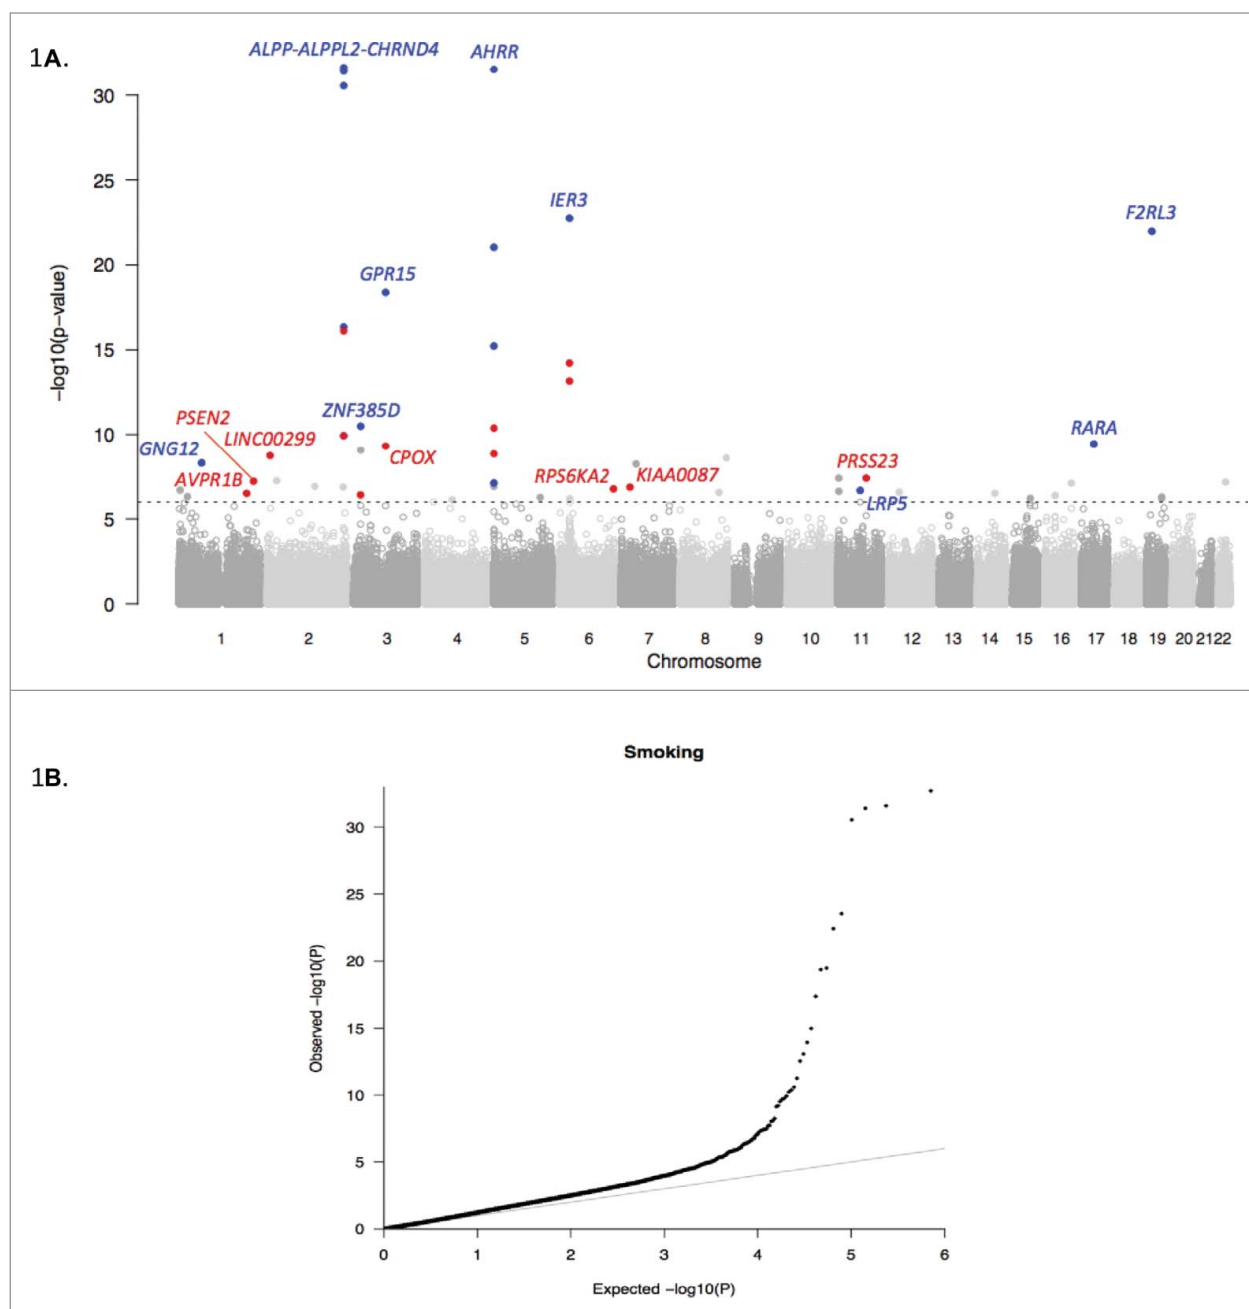 1A.
ALPP-ALPPL2-CHRND4 AHRR
30
25
IER3
F2RL3
20
GPR15
-log10(p-value)
15
ZNF385D
PSEN2
10
LINC00299
RARA
GNG12
CPOX
PRSS23
AVPR1B
RPS6KA2 KIAA0087
LRP5
5
0
1 2 3 4 5 6 7 8 9 10 11 12 13 14 15 16 17 18 19 20 21 22
Chromosome
Smoking
1B.
30
25
20
Observed -log10(P)
15
10
5
0
0 1 2 3 4 5 6
Expected -log10(P)